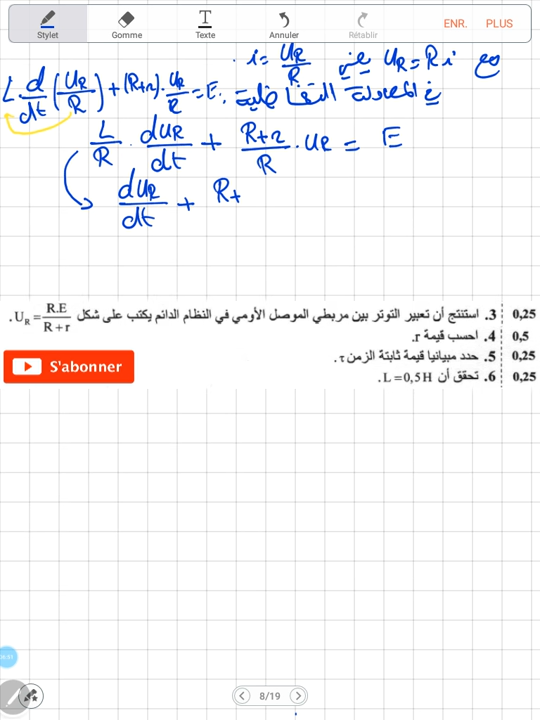 Stylet Gomme Texte Annuler Rétablir ENR. PLUS
مع U_R = R i يعني i = U_R/R .
في المعادلة التفاضلية :
L d/dt (U_R/R) + (R+r) . U_R/R = E
L/R . dU_R/dt + R+r/R . U_R = E
dU_R/dt + R+
0,25 3. استنتج أن تعبير التوتر بين مربطي الموصل الأومي في النظام الدائم يكتب على شكل U_R = R.E/R+r .
0,5 4. احسب قيمة r.
0,25 5. حدد مبيانيا قيمة ثابتة الزمن τ .
0,25 6. تحقق أن L=0,5H .
S'abonner
8/19